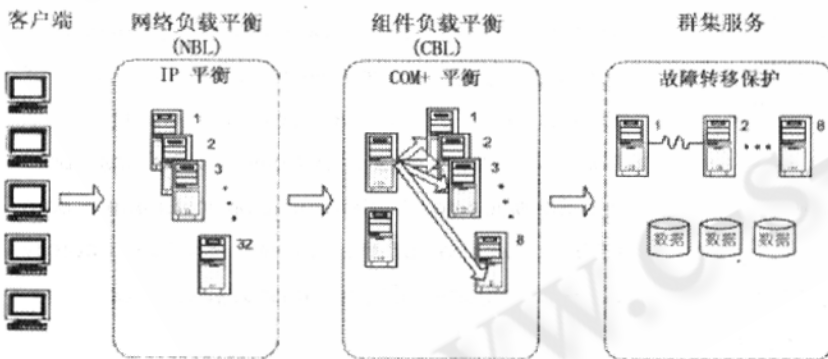 客户端
网络负载平衡
(NBL)
组件负载平衡
(CBL)
群集服务
IP 平衡
COM+ 平衡
故障转移保护
1
2
3
32
1
2
3
8
1
2
8
数据
数据
数据